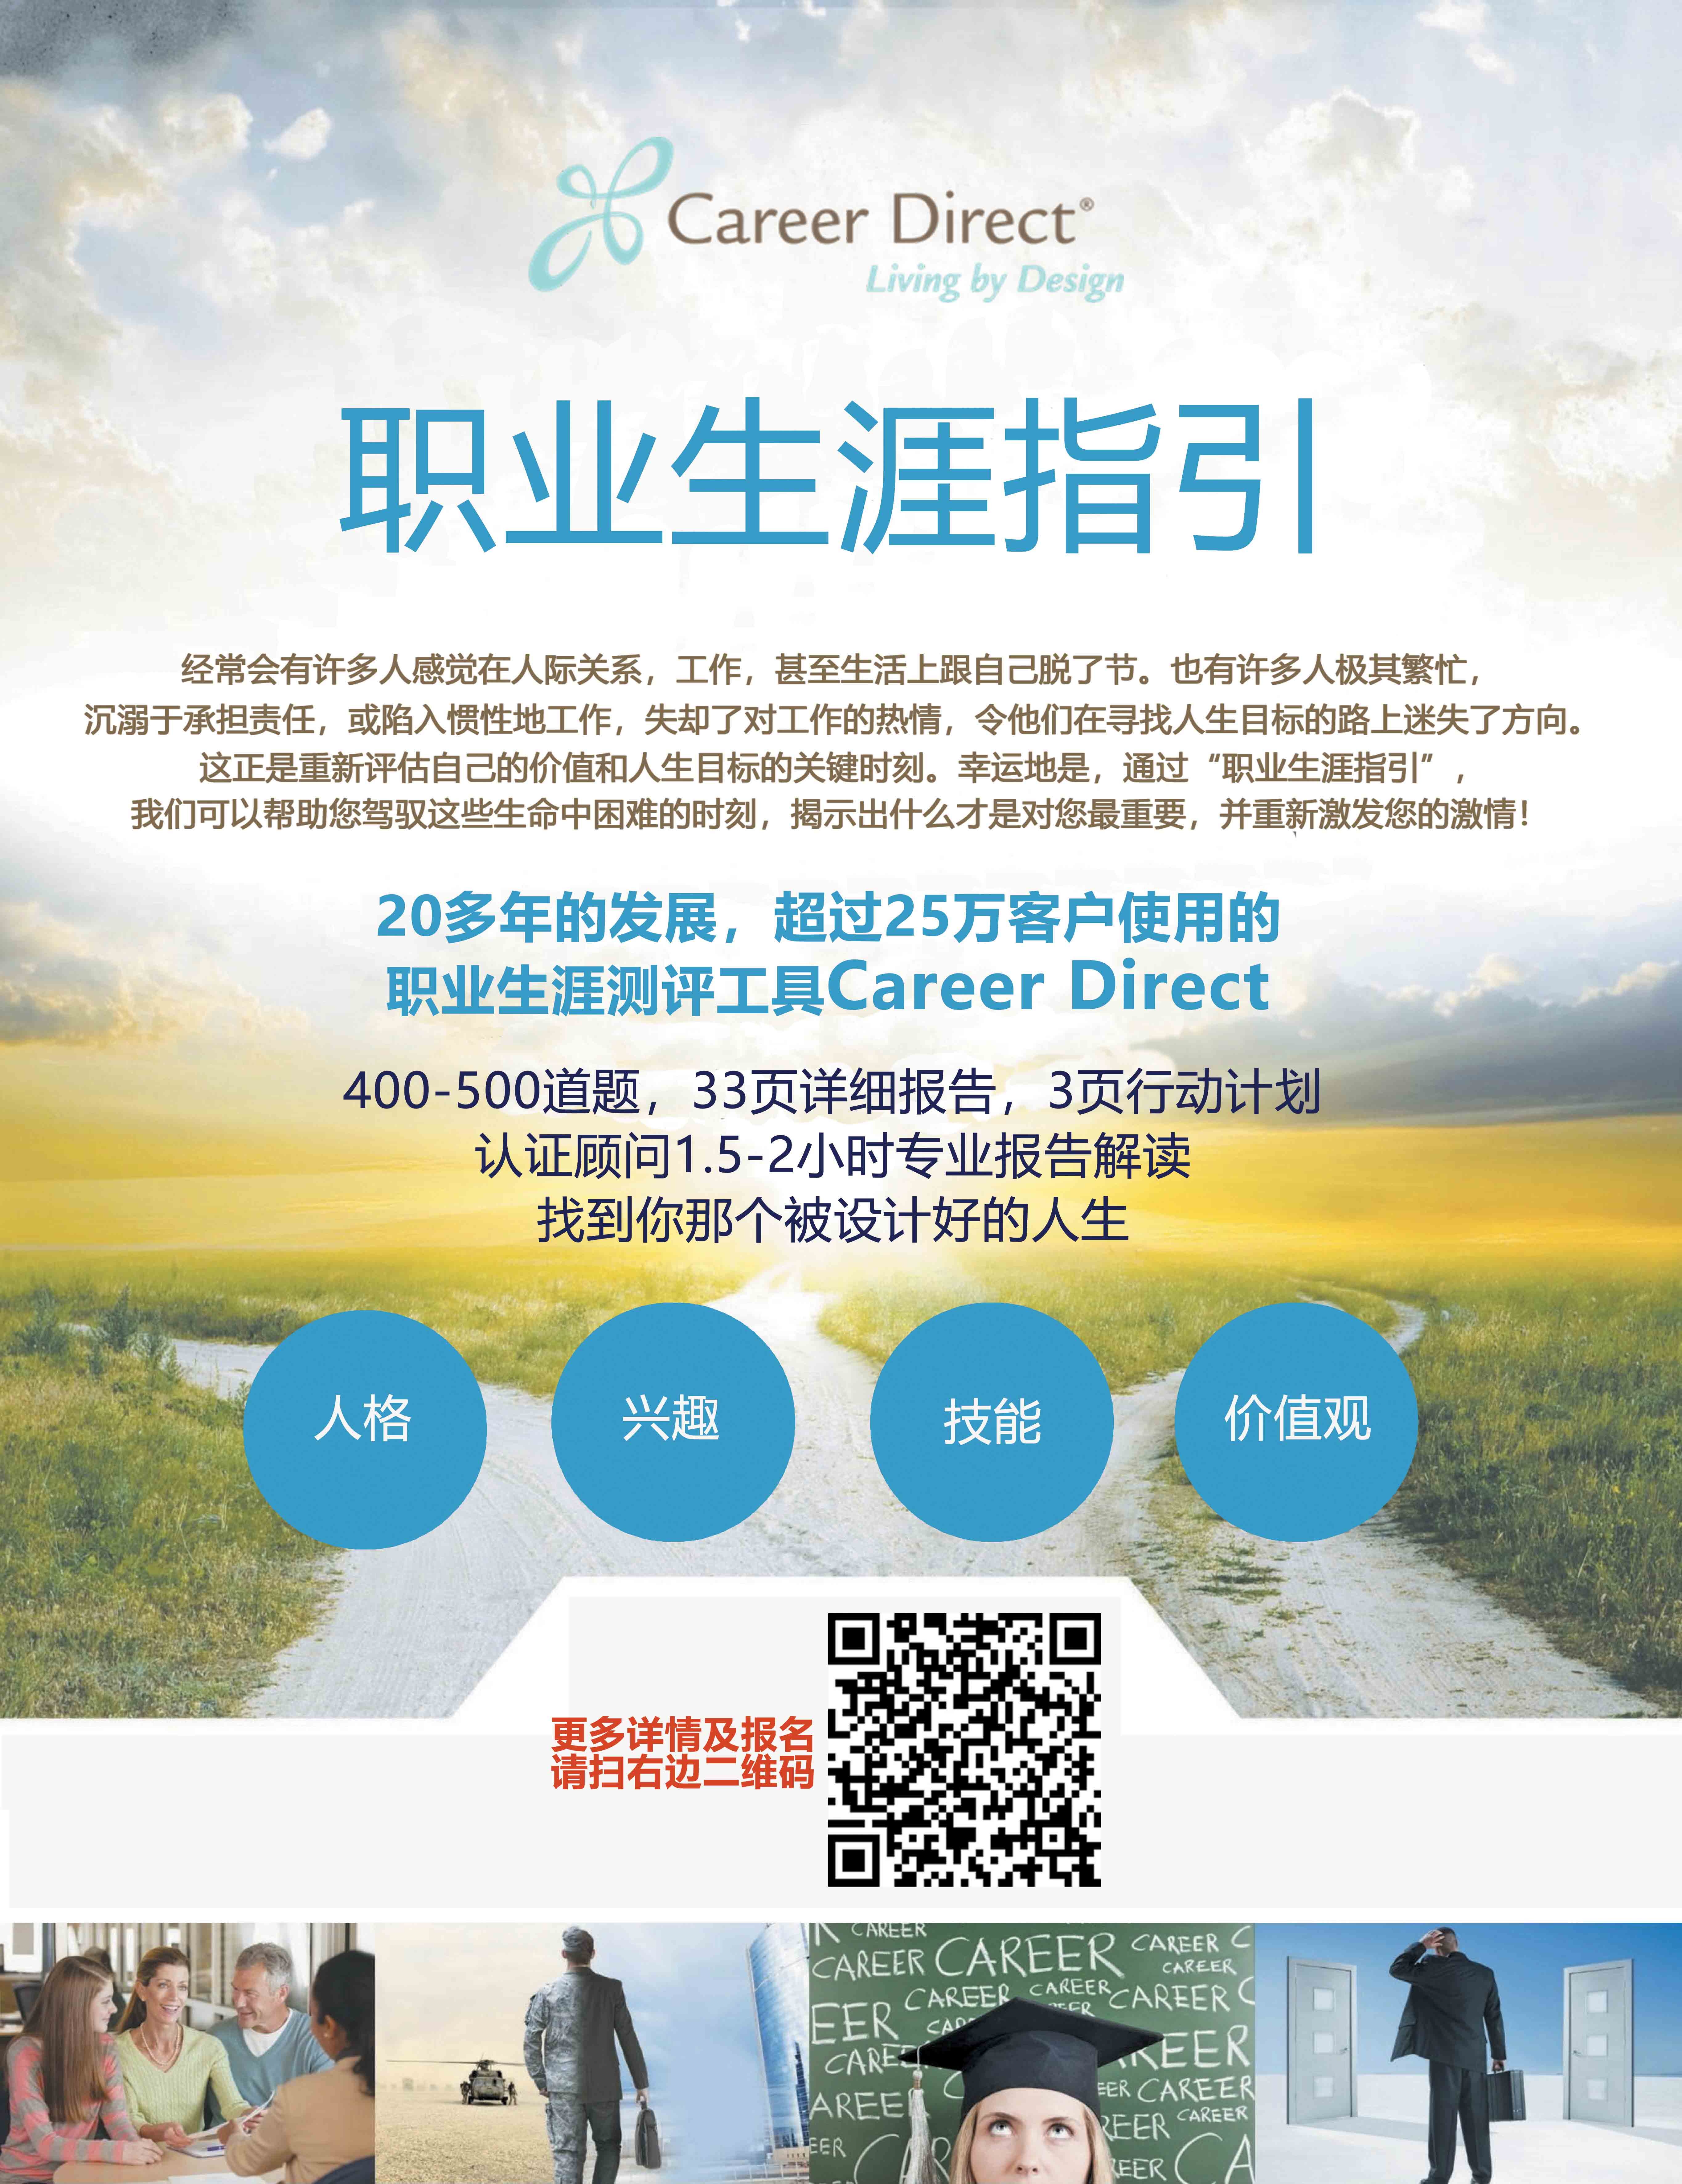 Career Direct®
Living by Design
职业生涯指引
经常会有许多人感觉在人际关系，工作，甚至生活上跟自己脱了节。也有许多人极其繁忙，
沉溺于承担责任，或陷入惯性地工作，失却了对工作的热情，令他们在寻找人生目标的路上迷失了方向。
这正是重新评估自己的价值和人生目标的关键时刻。幸运地是，通过“职业生涯指引”，
我们可以帮助您驾驭这些生命中困难的时刻，揭示出什么才是对您最重要，并重新激发您的激情！
20多年的发展，超过25万客户使用的
职业生涯测评工具Career Direct
400-500道题，33页详细报告，3页行动计划
认证顾问1.5-2小时专业报告解读
找到你那个被设计好的人生
人格
兴趣
技能
价值观
更多详情及报名
请扫右边二维码
CAREER
CAREER CAREER CAREER
CAREER
CAREER CAREER CAREER
CAREER
CAREER
CAREER